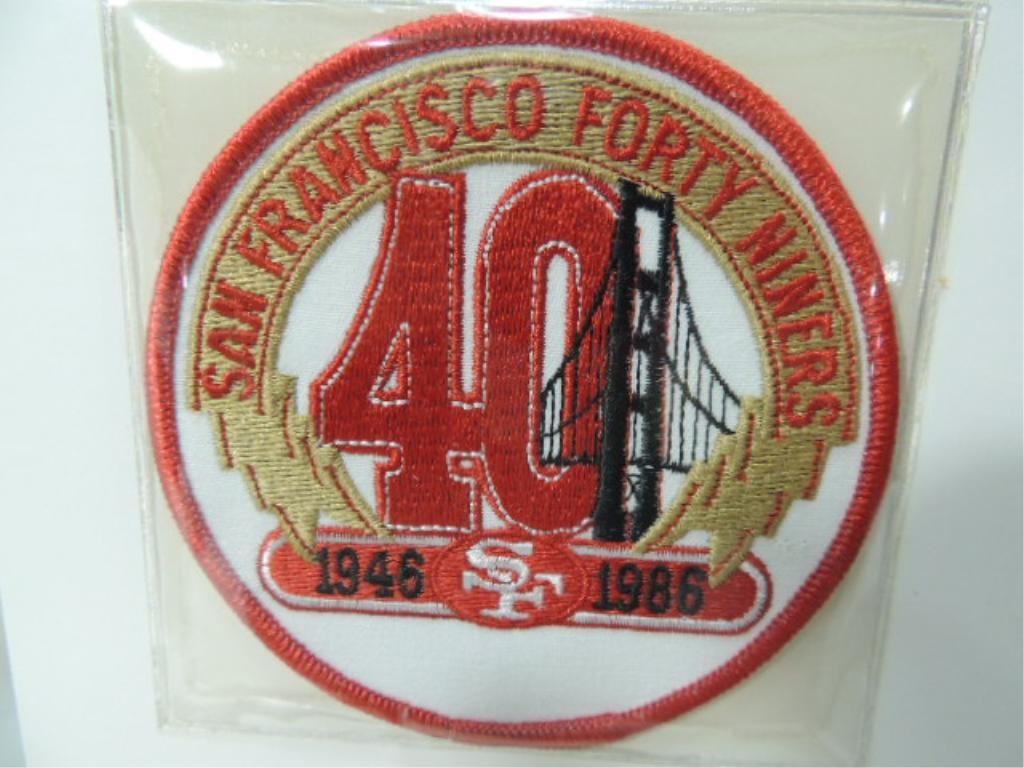 SAN FRANCISCO FORTY NINERS
40
1946 SF 1986